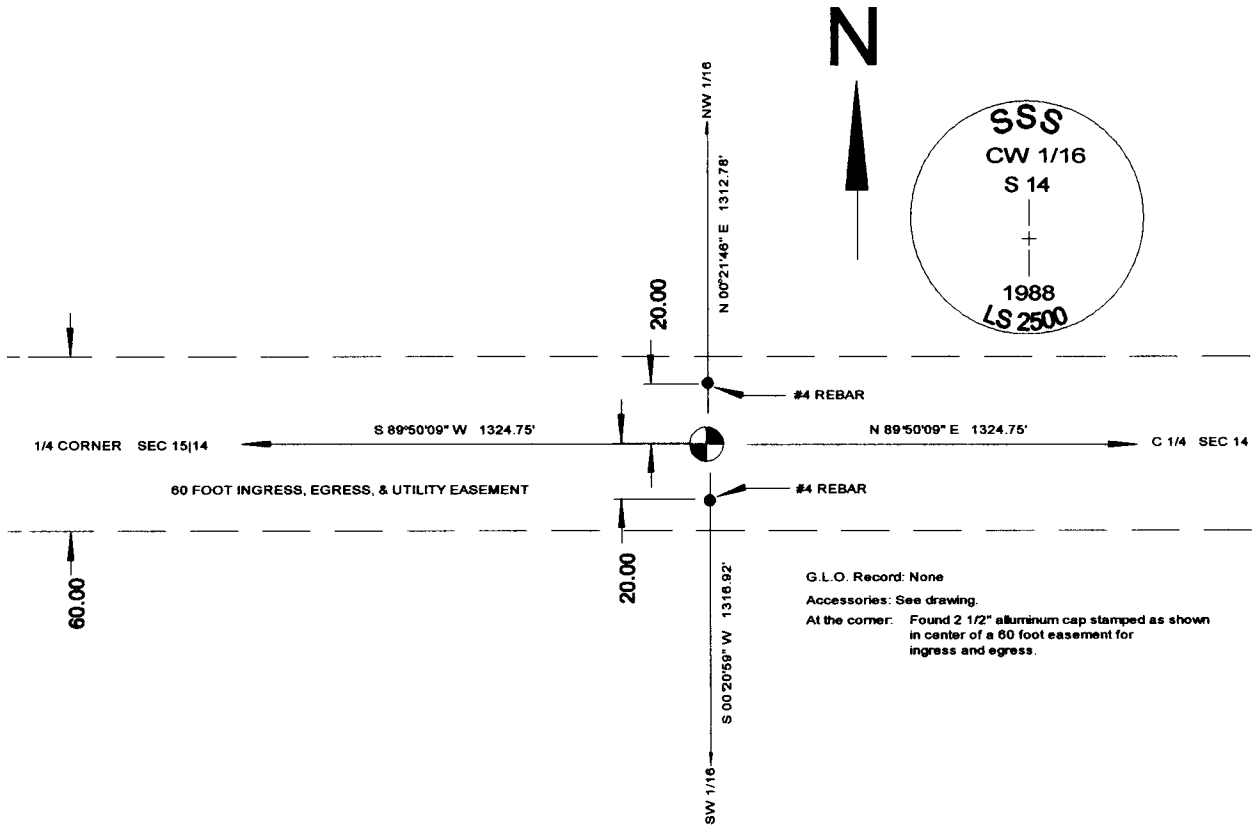 N
SSS
CW 1/16
S 14
1988
LS 2500
NW 1/16
N 00°21'46" E 1312.78'
20.00
#4 REBAR
1/4 CORNER SEC 15|14
S 89°50'09" W 1324.75'
N 89°50'09" E 1324.75'
C 1/4 SEC 14
60 FOOT INGRESS, EGRESS, & UTILITY EASEMENT
#4 REBAR
60.00
20.00
S 00°20'59" W 1316.92'
SW 1/16
G.L.O. Record: None
Accessories: See drawing.
At the corner: Found 2 1/2" alluminum cap stamped as shown
in center of a 60 foot easement for
ingress and egress.